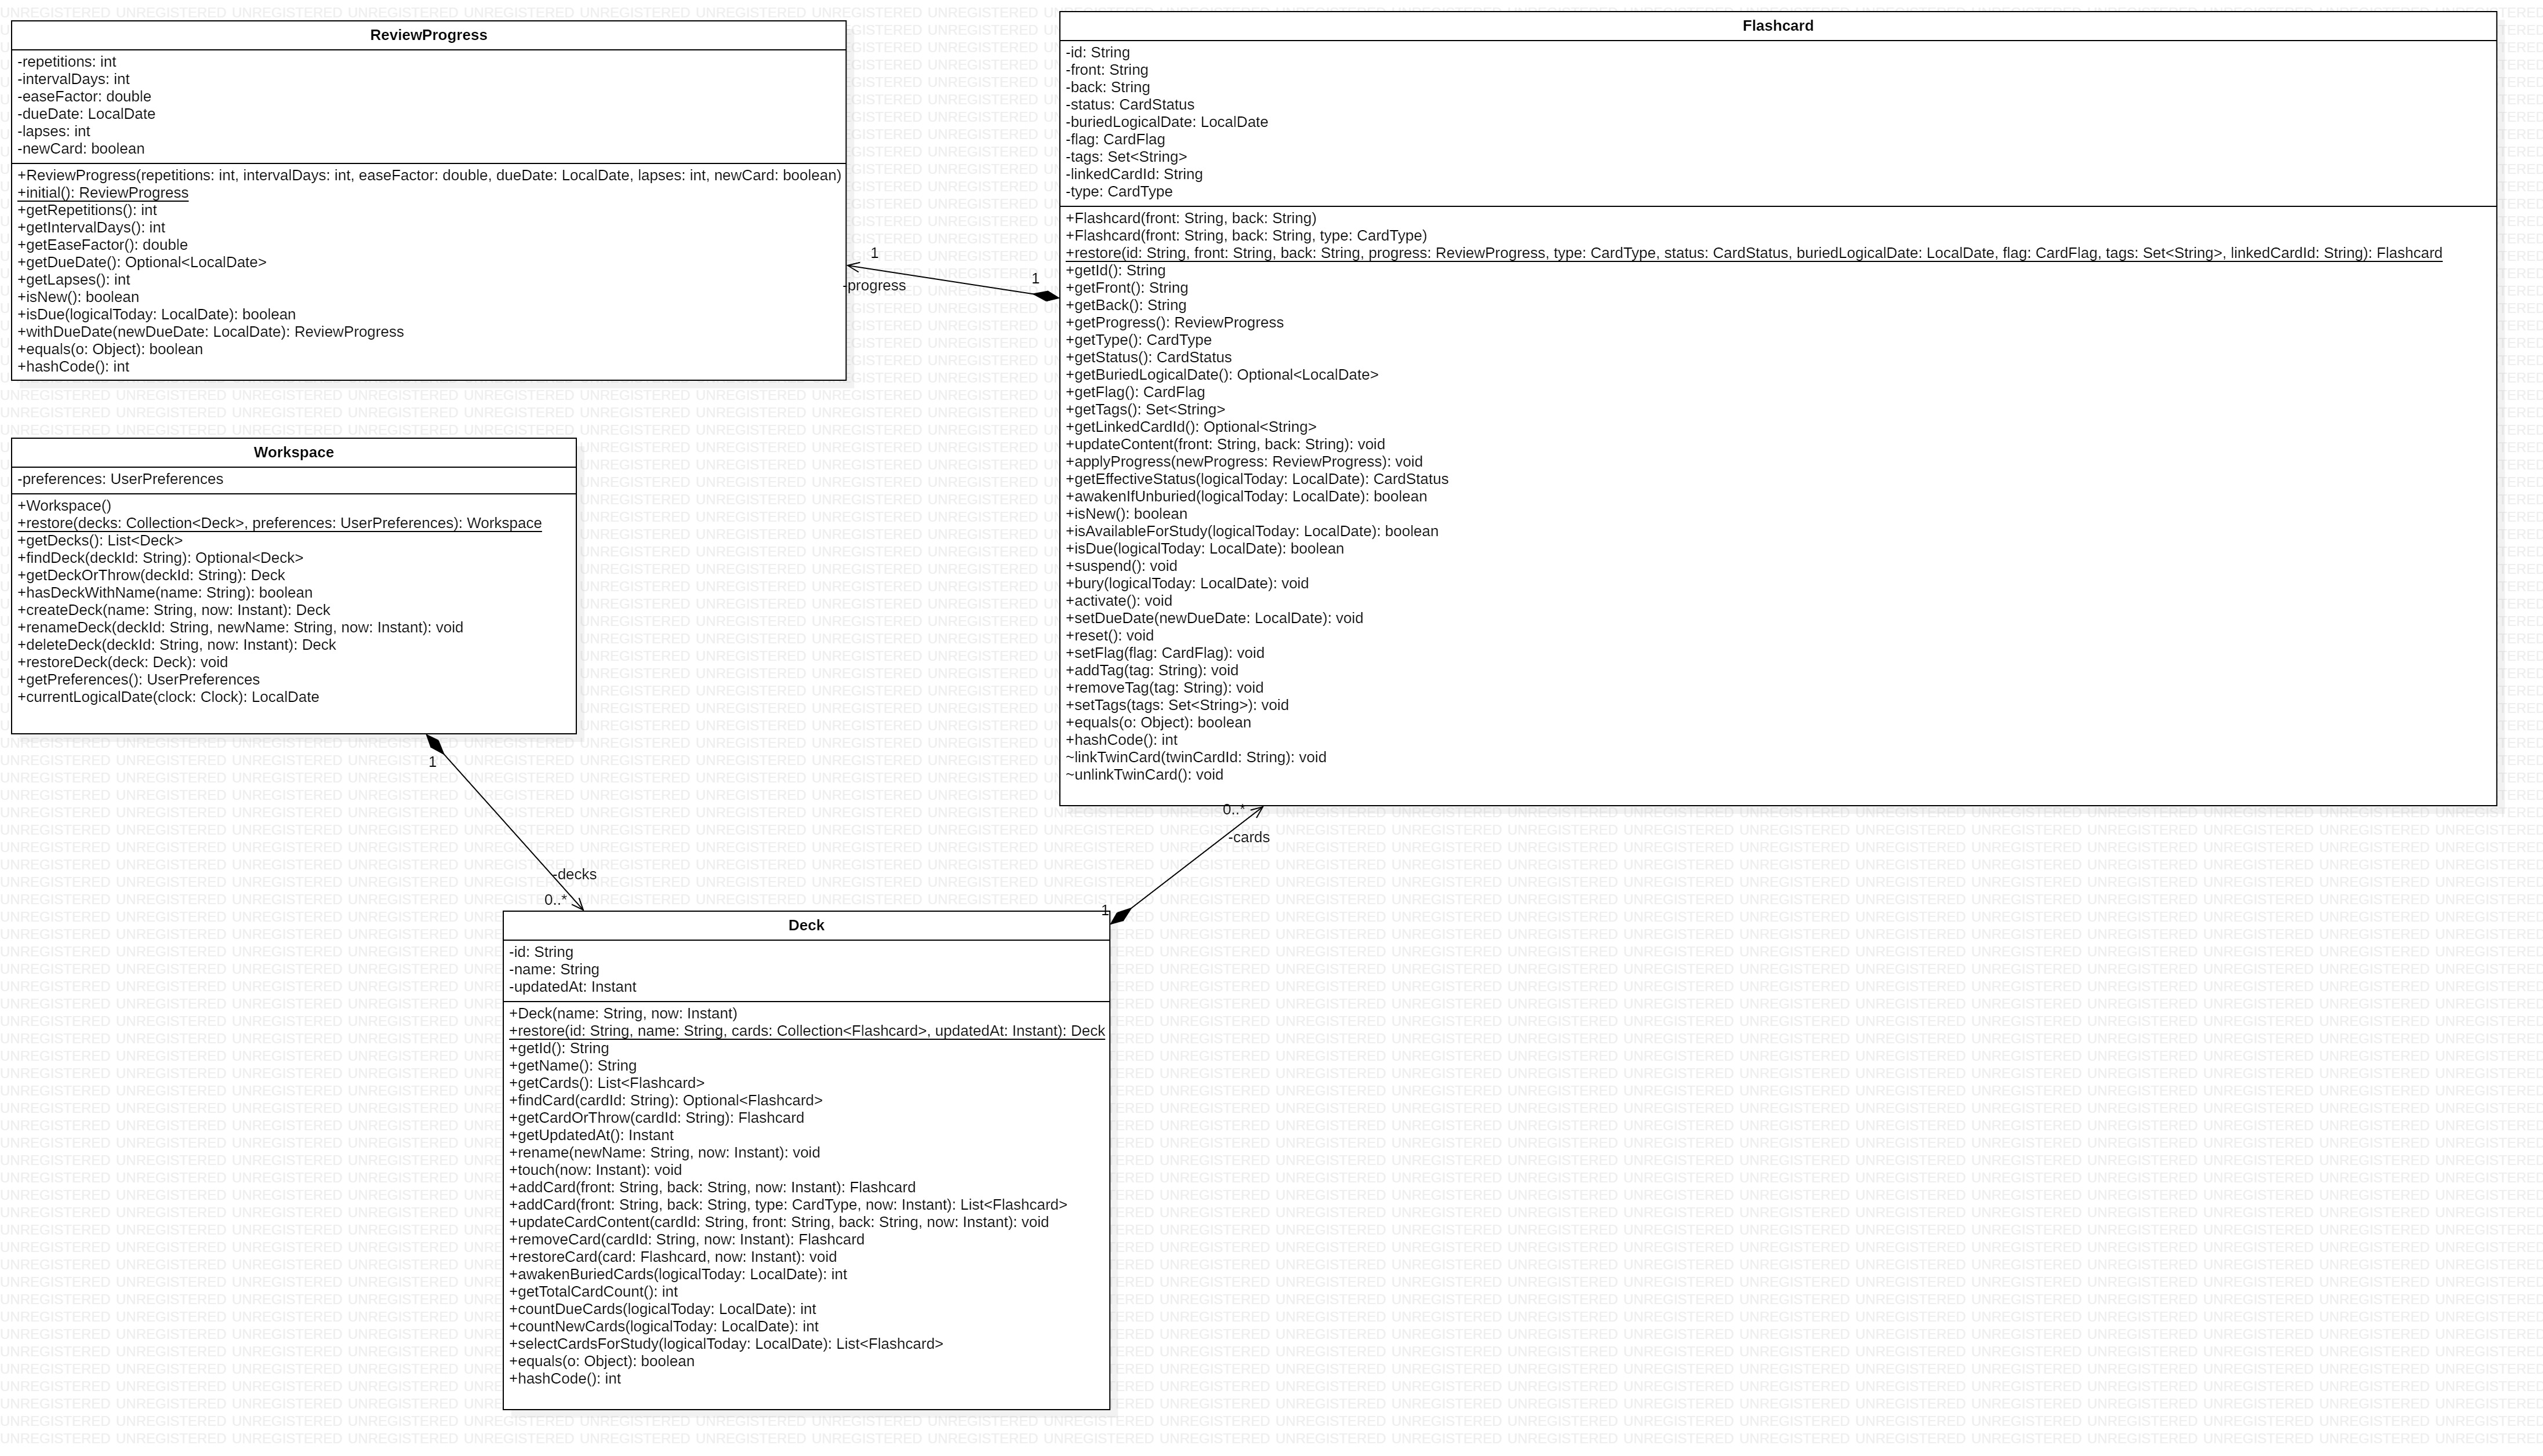 ReviewProgress
-repetitions: int
-intervalDays: int
-easeFactor: double
-dueDate: LocalDate
-lapses: int
-newCard: boolean
+ReviewProgress(repetitions: int, intervalDays: int, easeFactor: double, dueDate: LocalDate, lapses: int, newCard: boolean)
+initial(): ReviewProgress
+getRepetitions(): int
+getIntervalDays(): int
+getEaseFactor(): double
+getDueDate(): Optional<LocalDate>
+getLapses(): int
+isNew(): boolean
+isDue(logicalToday: LocalDate): boolean
+withDueDate(newDueDate: LocalDate): ReviewProgress
+equals(o: Object): boolean
+hashCode(): int
1
-progress
1
Flashcard
-id: String
-front: String
-back: String
-status: CardStatus
-buriedLogicalDate: LocalDate
-flag: CardFlag
-tags: Set<String>
-linkedCardId: String
-type: CardType
+Flashcard(front: String, back: String)
+Flashcard(front: String, back: String, type: CardType)
+restore(id: String, front: String, back: String, progress: ReviewProgress, type: CardType, status: CardStatus, buriedLogicalDate: LocalDate, flag: CardFlag, tags: Set<String>, linkedCardId: String): Flashcard
+getId(): String
+getFront(): String
+getBack(): String
+getProgress(): ReviewProgress
+getType(): CardType
+getStatus(): CardStatus
+getBuriedLogicalDate(): Optional<LocalDate>
+getFlag(): CardFlag
+getTags(): Set<String>
+getLinkedCardId(): Optional<String>
+updateContent(front: String, back: String): void
+applyProgress(newProgress: ReviewProgress): void
+getEffectiveStatus(logicalToday: LocalDate): CardStatus
+awakenIfUnburied(logicalToday: LocalDate): boolean
+isNew(): boolean
+isAvailableForStudy(logicalToday: LocalDate): boolean
+isDue(logicalToday: LocalDate): boolean
+suspend(): void
+bury(logicalToday: LocalDate): void
+activate(): void
+setDueDate(newDueDate: LocalDate): void
+reset(): void
+setFlag(flag: CardFlag): void
+addTag(tag: String): void
+removeTag(tag: String): void
+setTags(tags: Set<String>): void
+equals(o: Object): boolean
+hashCode(): int
~linkTwinCard(twinCardId: String): void
~unlinkTwinCard(): void
Workspace
-preferences: UserPreferences
+Workspace()
+restore(decks: Collection<Deck>, preferences: UserPreferences): Workspace
+getDecks(): List<Deck>
+findDeck(deckId: String): Optional<Deck>
+getDeckOrThrow(deckId: String): Deck
+hasDeckWithName(name: String): boolean
+createDeck(name: String, now: Instant): Deck
+renameDeck(deckId: String, newName: String, now: Instant): void
+deleteDeck(deckId: String, now: Instant): Deck
+restoreDeck(deck: Deck): void
+getPreferences(): UserPreferences
+currentLogicalDate(clock: Clock): LocalDate
1
-decks
0..*
0..*
-cards
1
Deck
-id: String
-name: String
-updatedAt: Instant
+Deck(name: String, now: Instant)
+restore(id: String, name: String, cards: Collection<Flashcard>, updatedAt: Instant): Deck
+getId(): String
+getName(): String
+getCards(): List<Flashcard>
+findCard(cardId: String): Optional<Flashcard>
+getCardOrThrow(cardId: String): Flashcard
+getUpdatedAt(): Instant
+rename(newName: String, now: Instant): void
+touch(now: Instant): void
+addCard(front: String, back: String, now: Instant): Flashcard
+addCard(front: String, back: String, type: CardType, now: Instant): List<Flashcard>
+updateCardContent(cardId: String, front: String, back: String, now: Instant): void
+removeCard(cardId: String, now: Instant): Flashcard
+restoreCard(card: Flashcard, now: Instant): void
+awakenBuriedCards(logicalToday: LocalDate): int
+getTotalCardCount(): int
+countDueCards(logicalToday: LocalDate): int
+countNewCards(logicalToday: LocalDate): int
+selectCardsForStudy(logicalToday: LocalDate): List<Flashcard>
+equals(o: Object): boolean
+hashCode(): int
UNREGISTERED